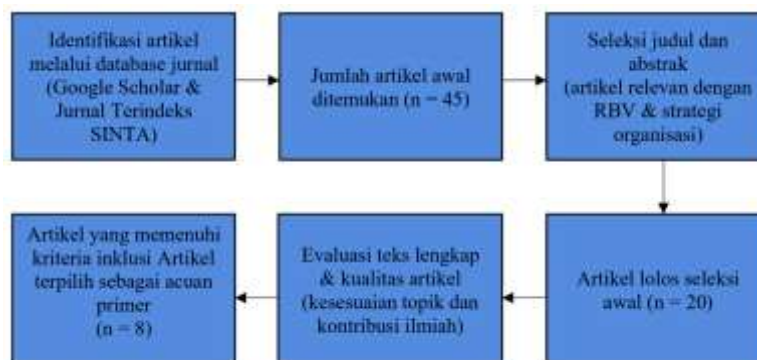 Identifikasi artikel
melalui database jurnal
(Google Scholar &
Jurnal Terindeks
SINTA)
Jumlah artikel awal
ditemukan (n = 45)
Seleksi judul dan
abstrak
(artikel relevan dengan
RBV & strategi
organisasi)
Artikel lolos seleksi
awal (n = 20)
Evaluasi teks lengkap
& kualitas artikel
(kesesuaian topik dan
kontribusi ilmiah)
Artikel yang memenuhi
kriteria inklusi Artikel
terpilih sebagai acuan
primer
(n = 8)